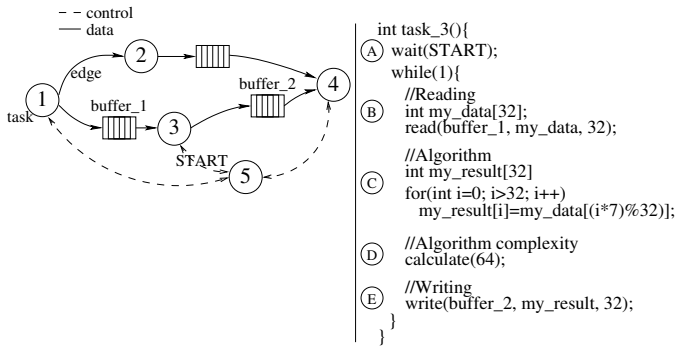 control
data
1
2
3
4
5
edge
task
buffer_1
buffer_2
START
int task_3(){
A wait(START);
while(1){
//Reading
B int my_data[32];
read(buffer_1, my_data, 32);
//Algorithm
C int my_result[32]
for(int i=0; i>32; i++)
my_result[i]=my_data[(i*7)%32)];
D //Algorithm complexity
calculate(64);
E //Writing
write(buffer_2, my_result, 32);
}
}